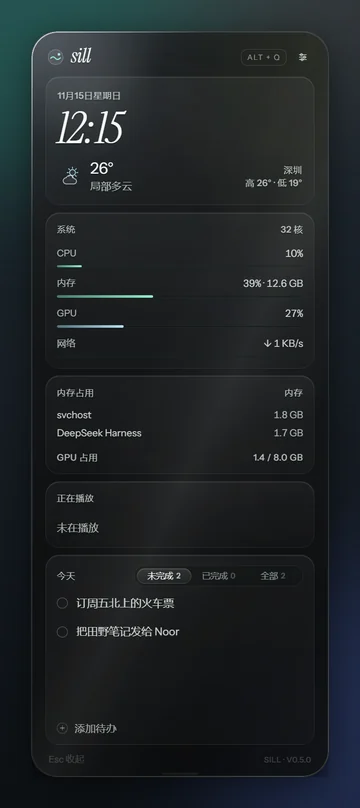 sill
ALT + Q
11月15日星期日
12:15
26°
局部多云
深圳
高 26° · 低 19°
系统
32 核
CPU
10%
内存
39% · 12.6 GB
GPU
27%
网络
↓ 1 KB/s
内存占用
内存
svchost
1.8 GB
DeepSeek Harness
1.7 GB
GPU 占用
1.4 / 8.0 GB
正在播放
未在播放
今天
未完成 2
已完成 0
全部 2
订周五北上的火车票
把田野笔记发给 Noor
添加待办
Esc 收起
SILL · V0.5.0